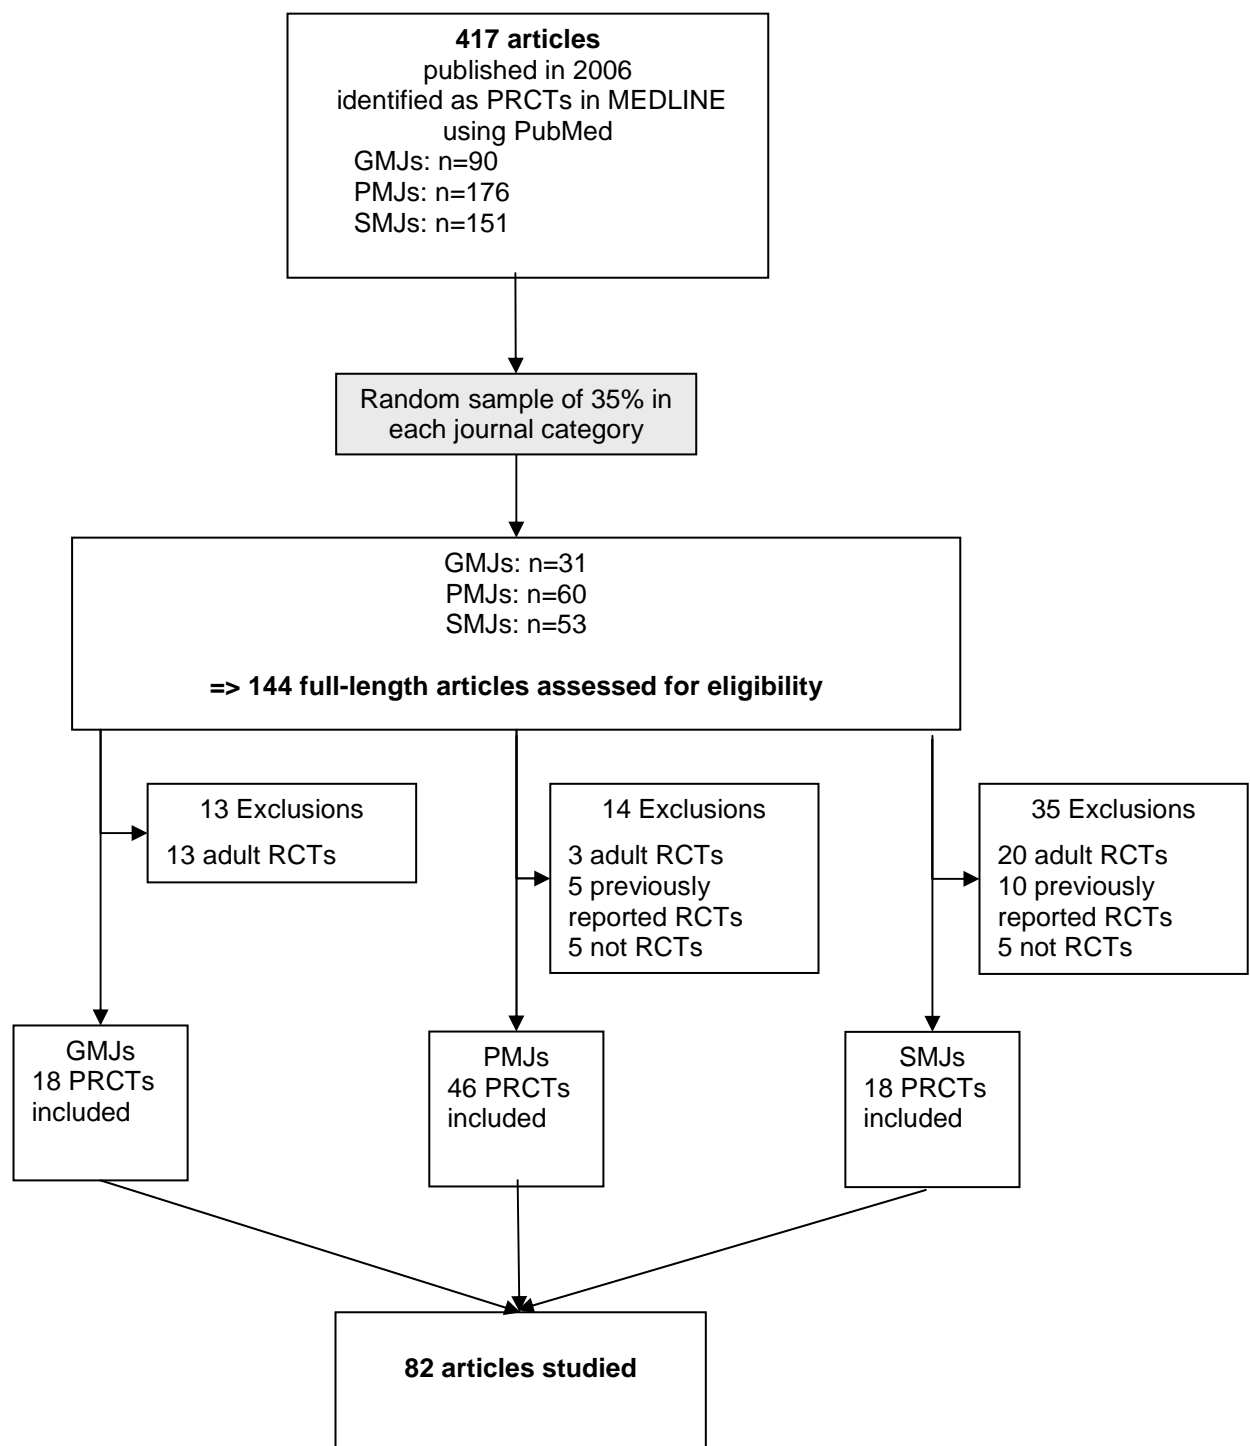 417 articles
published in 2006
identified as PRCTs in MEDLINE
using PubMed
GMJs: n=90
PMJs: n=176
SMJs: n=151
Random sample of 35% in
each journal category
GMJs: n=31
PMJs: n=60
SMJs: n=53
=> 144 full-length articles assessed for eligibility
13 Exclusions
13 adult RCTs
14 Exclusions
3 adult RCTs
5 previously
reported RCTs
5 not RCTs
35 Exclusions
20 adult RCTs
10 previously
reported RCTs
5 not RCTs
GMJs
18 PRCTs
included
PMJs
46 PRCTs
included
SMJs
18 PRCTs
included
82 articles studied